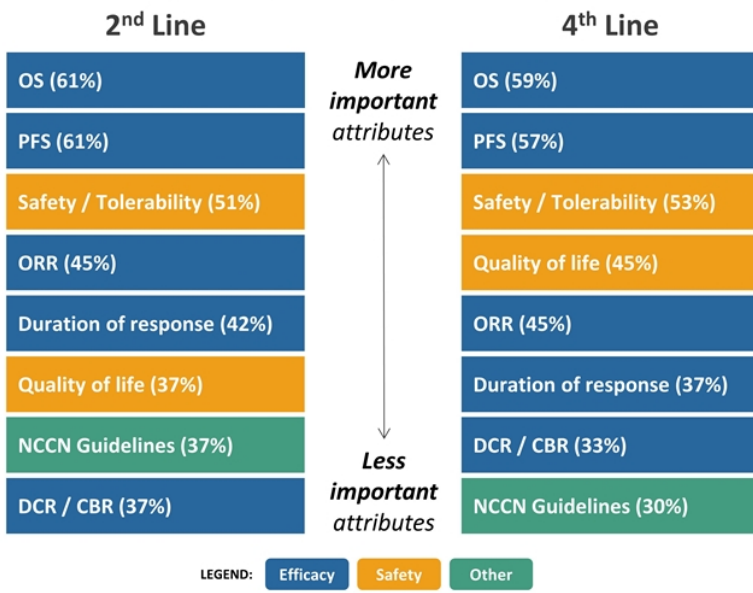 2nd Line
OS (61%)
PFS (61%)
Safety / Tolerability (51%)
ORR (45%)
Duration of response (42%)
Quality of life (37%)
NCCN Guidelines (37%)
DCR / CBR (37%)
More
important
attributes
Less
important
attributes
4th Line
OS (59%)
PFS (57%)
Safety / Tolerability (53%)
Quality of life (45%)
ORR (45%)
Duration of response (37%)
DCR / CBR (33%)
NCCN Guidelines (30%)
LEGEND: Efficacy Safety Other